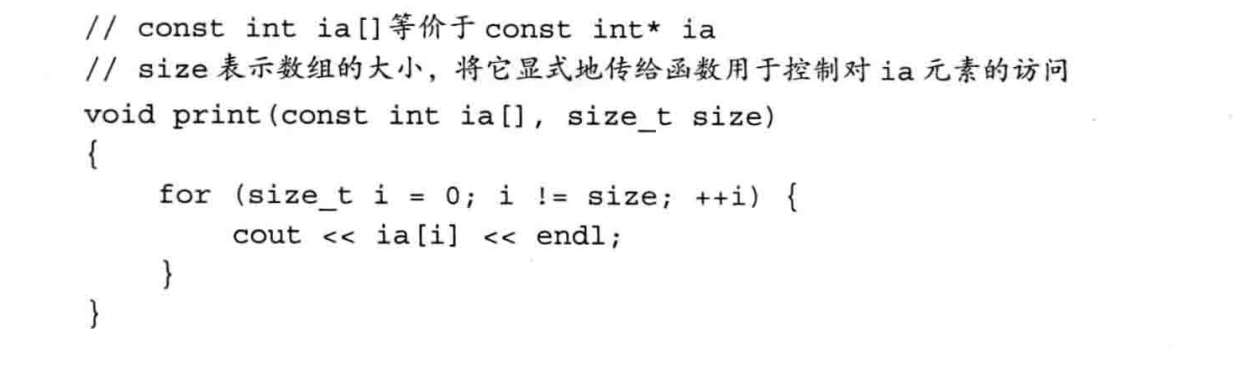 // const int ia[]等价于 const int* ia
// size 表示数组的大小，将它显式地传给函数用于控制对 ia 元素的访问
void print(const int ia[], size_t size)
{
    for (size_t i = 0; i != size; ++i) {
        cout << ia[i] << endl;
    }
}